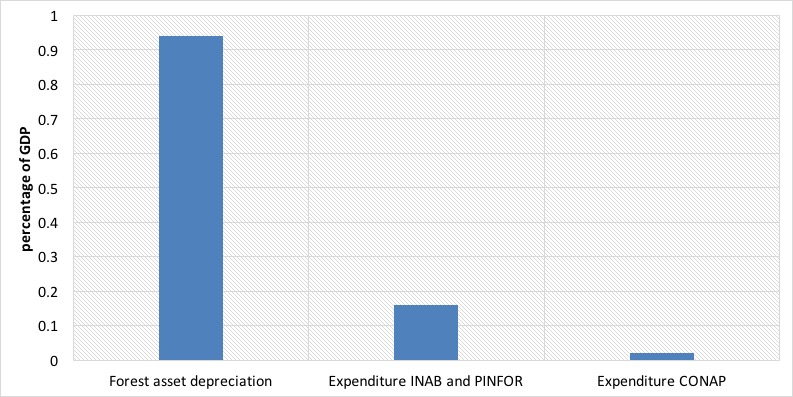 1
0.9
0.8
0.7
0.6
0.5
0.4
0.3
0.2
0.1
0
percentage of GDP
Forest asset depreciation
Expenditure INAB and PINFOR
Expenditure CONAP